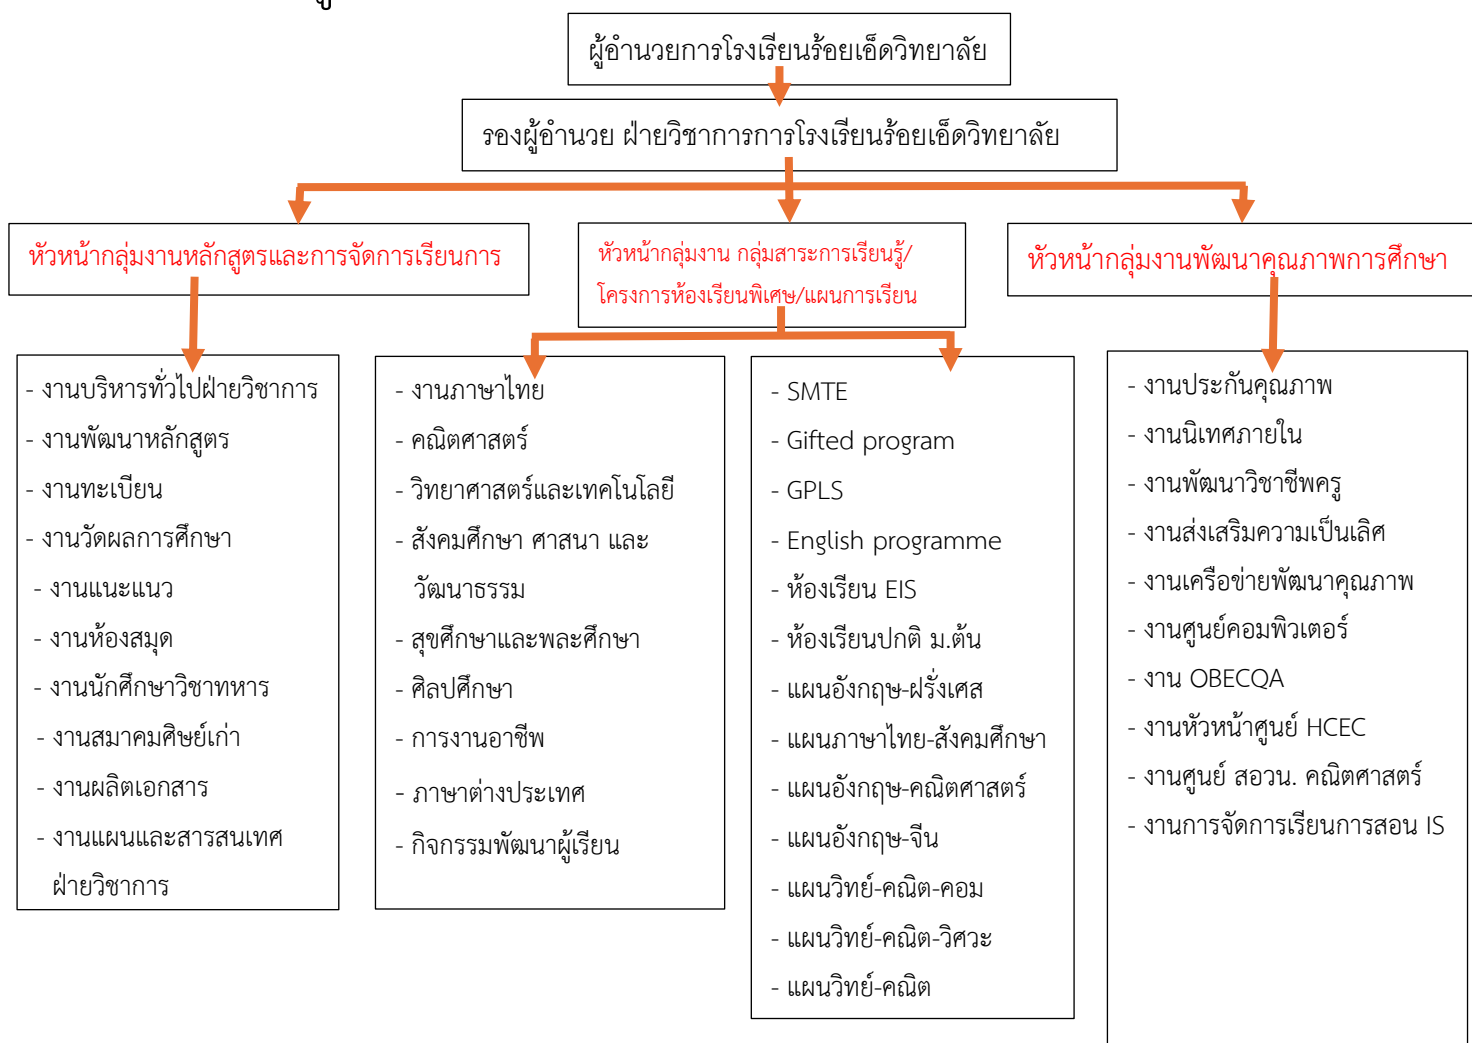 ผู้อำนวยการโรงเรียนร้อยเอ็ดวิทยาลัย
รองผู้อำนวย ฝ่ายวิชาการการโรงเรียนร้อยเอ็ดวิทยาลัย
หัวหน้ากลุ่มงานหลักสูตรและการจัดการเรียนการ
หัวหน้ากลุ่มงาน กลุ่มสาระการเรียนรู้/
โครงการห้องเรียนพิเศษ/แผนการเรียน
หัวหน้ากลุ่มงานพัฒนาคุณภาพการศึกษา
- งานบริหารทั่วไปฝ่ายวิชาการ
- งานพัฒนาหลักสูตร
- งานทะเบียน
- งานวัดผลการศึกษา
- งานแนะแนว
- งานห้องสมุด
- งานนักศึกษาวิชาทหาร
- งานสมาคมศิษย์เก่า
- งานผลิตเอกสาร
- งานแผนและสารสนเทศ
ฝ่ายวิชาการ
- งานภาษาไทย
- คณิตศาสตร์
- วิทยาศาสตร์และเทคโนโลยี
- สังคมศึกษา ศาสนา และ
วัฒนาธรรม
- สุขศึกษาและพละศึกษา
- ศิลปศึกษา
- การงานอาชีพ
- ภาษาต่างประเทศ
- กิจกรรมพัฒนาผู้เรียน
- SMTE
- Gifted program
- GPLS
- English programme
- ห้องเรียน EIS
- ห้องเรียนปกติ ม.ต้น
- แผนอังกฤษ-ฝรั่งเศส
- แผนภาษาไทย-สังคมศึกษา
- แผนอังกฤษ-คณิตศาสตร์
- แผนอังกฤษ-จีน
- แผนวิทย์-คณิต-คอม
- แผนวิทย์-คณิต-วิศวะ
- แผนวิทย์-คณิต
- งานประกันคุณภาพ
- งานนิเทศภายใน
- งานพัฒนาวิชาชีพครู
- งานส่งเสริมความเป็นเลิศ
- งานเครือข่ายพัฒนาคุณภาพ
- งานศูนย์คอมพิวเตอร์
- งาน OBECQA
- งานหัวหน้าศูนย์ HCEC
- งานศูนย์ สอวน. คณิตศาสตร์
- งานการจัดการเรียนการสอน IS